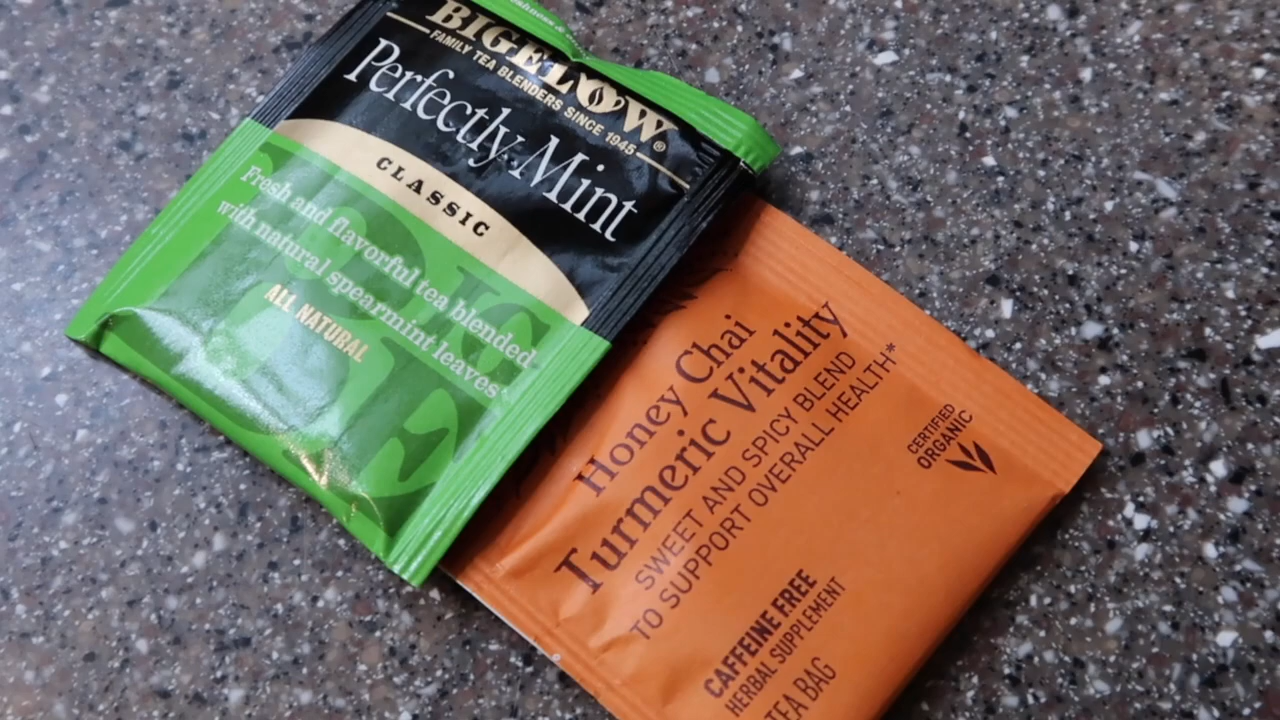 freshness
BIGELOW®
FAMILY TEA BLENDERS SINCE 1945
Perfectly Mint
CLASSIC
Fresh and flavorful tea blended
with natural spearmint leaves
ALL NATURAL
Honey Chai
Turmeric Vitality
SWEET AND SPICY BLEND
TO SUPPORT OVERALL HEALTH*
CERTIFIED
ORGANIC
CAFFEINE FREE
HERBAL SUPPLEMENT
TEA BAG